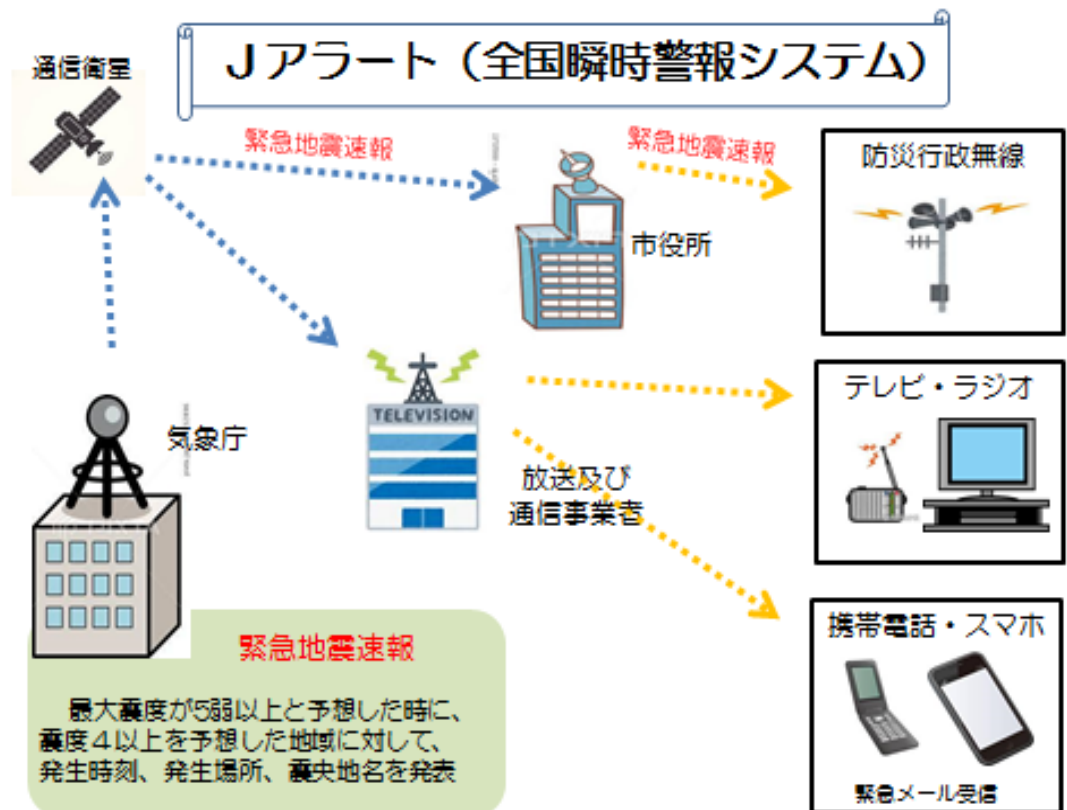 Jアラート（全国瞬時警報システム）
通信衛星
緊急地震速報
緊急地震速報
防災行政無線
市役所
テレビ・ラジオ
TELEVISION
気象庁
放送及び
通信事業者
携帯電話・スマホ
緊急メール受信
緊急地震速報
最大震度が5弱以上と予想した時に、
震度４以上を予想した地域に対して、
発生時刻、発生場所、震央地名を発表